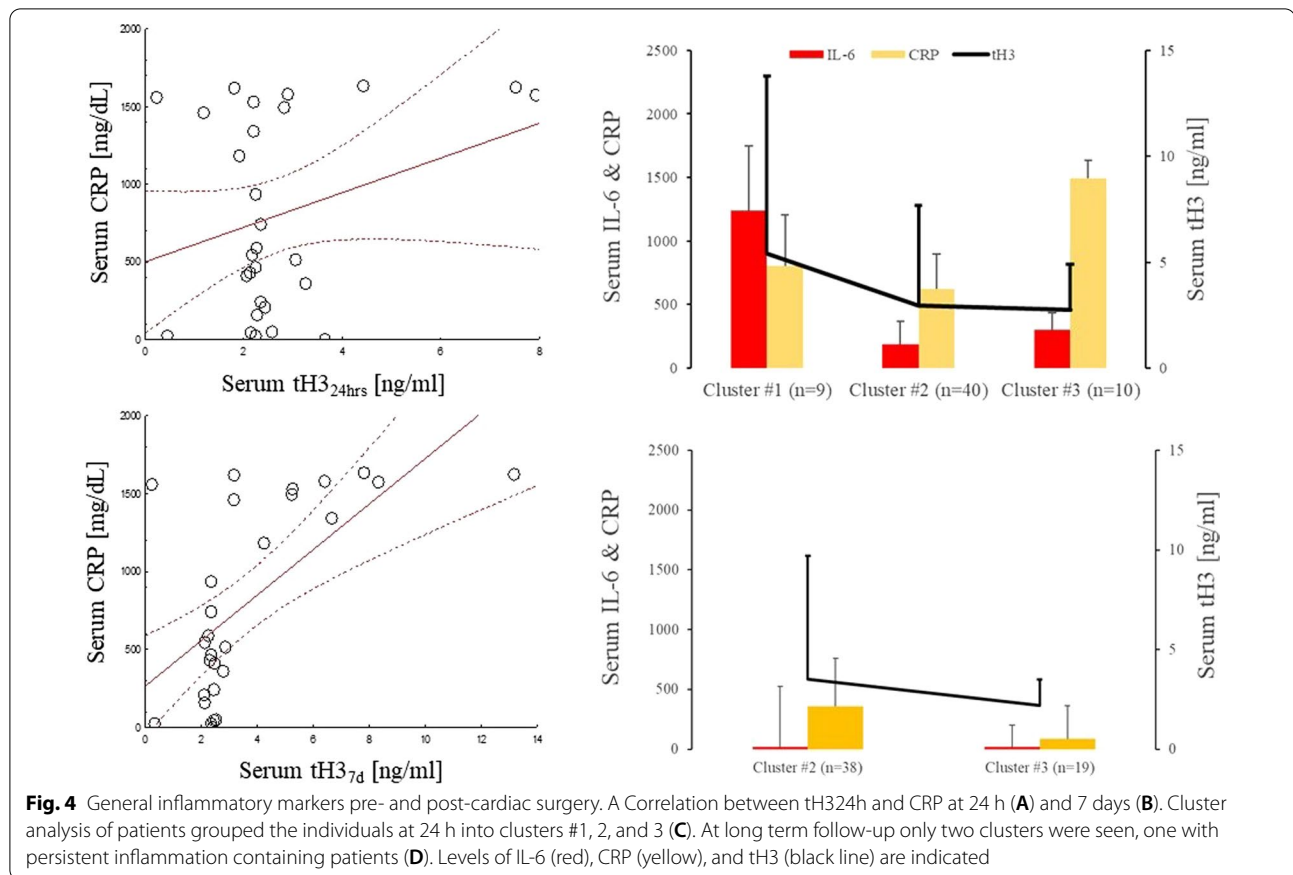 2000
1500
1000
500
0
Serum CRP [mg/dL]
0 2 4 6 8
Serum tH324hrs [ng/ml]
IL-6 CRP tH3
2500
2000
1500
1000
500
0
Serum IL-6 & CRP
15
10
5
0
Serum tH3 [ng/ml]
Cluster #1 (n=9) Cluster #2 (n=40) Cluster #3 (n=10)
2000
1500
1000
500
0
Serum CRP [mg/dL]
0 2 4 6 8 10 12 14
Serum tH37d [ng/ml]
2500
2000
1500
1000
500
0
Serum IL-6 & CRP
15
10
5
0
Serum tH3 [ng/ml]
Cluster #2 (n=38) Cluster #3 (n=19)
Fig. 4 General inflammatory markers pre- and post-cardiac surgery. A Correlation between tH324h and CRP at 24 h (A) and 7 days (B). Cluster
analysis of patients grouped the individuals at 24 h into clusters #1, 2, and 3 (C). At long term follow-up only two clusters were seen, one with
persistent inflammation containing patients (D). Levels of IL-6 (red), CRP (yellow), and tH3 (black line) are indicated